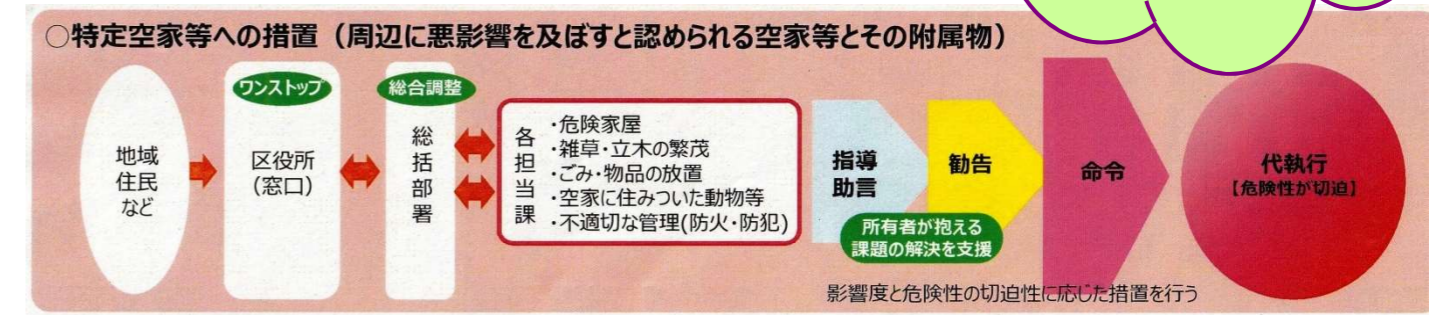 ○特定空家等への措置（周辺に悪影響を及ぼすと認められる空家等とその附属物）
地域
住民
など
ワンストップ
区役所
（窓口）
総合調整
総括部署
各担当課
・危険家屋
・雑草・立木の繁茂
・ごみ・物品の放置
・空家に住みついた動物等
・不適切な管理(防火・防犯)
指導
助言
勧告
所有者が抱える
課題の解決を支援
命令
代執行
【危険性が切迫】
影響度と危険性の切迫性に応じた措置を行う